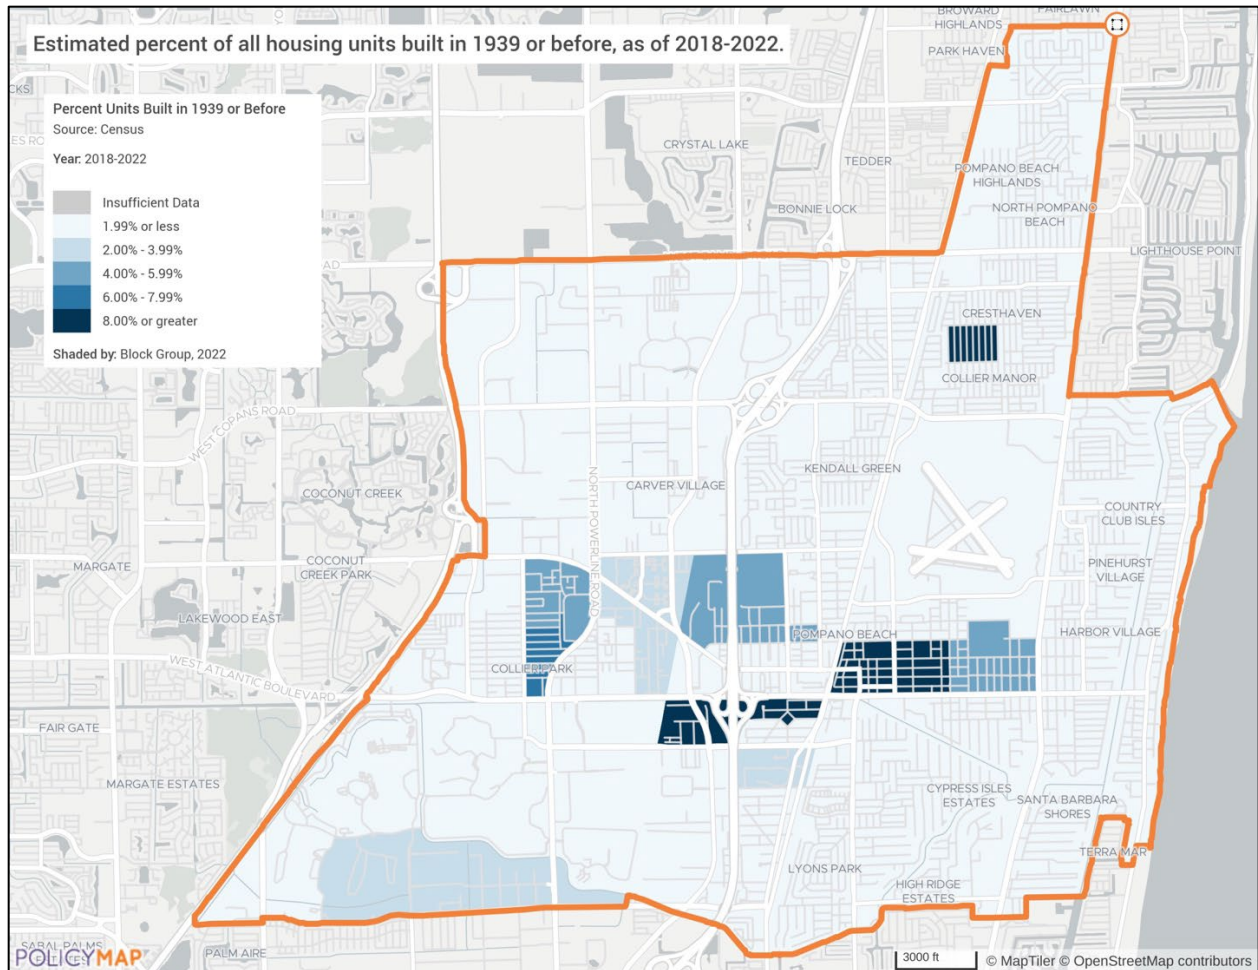 BROWARD
HIGHLANDS
FAIRLAWN
Estimated percent of all housing units built in 1939 or before, as of 2018-2022.
PARK HAVEN
Percent Units Built in 1939 or Before
Source: Census
Year: 2018-2022
Insufficient Data
1.99% or less
2.00% - 3.99%
4.00% - 5.99%
6.00% - 7.99%
8.00% or greater
Shaded by: Block Group, 2022
CRYSTAL LAKE
TEDDER
POMPANO BEACH
HIGHLANDS
BONNIE LOCK
NORTH POMPANO
BEACH
LIGHTHOUSE POINT
CRESTHAVEN
COLLIER MANOR
WEST COPANS ROAD
KENDALL GREEN
NORTH POWERLINE ROAD
CARVER VILLAGE
COCONUT CREEK
COUNTRY
CLUB ISLES
MARGATE
COCONUT
CREEK PARK
PINEHURST
VILLAGE
LAKEWOOD EAST
POMPANO BEACH
HARBOR VILLAGE
WEST ATLANTIC BOULEVARD
COLLIER PARK
FAIR GATE
MARGATE ESTATES
CYPRESS ISLES
ESTATES
SANTA BARBARA
SHORES
TERRA MAR
LYONS PARK
HIGH RIDGE
ESTATES
SABAL PALMS
PALM AIRE
POLICYMAP
3000 ft
© MapTiler © OpenStreetMap contributors